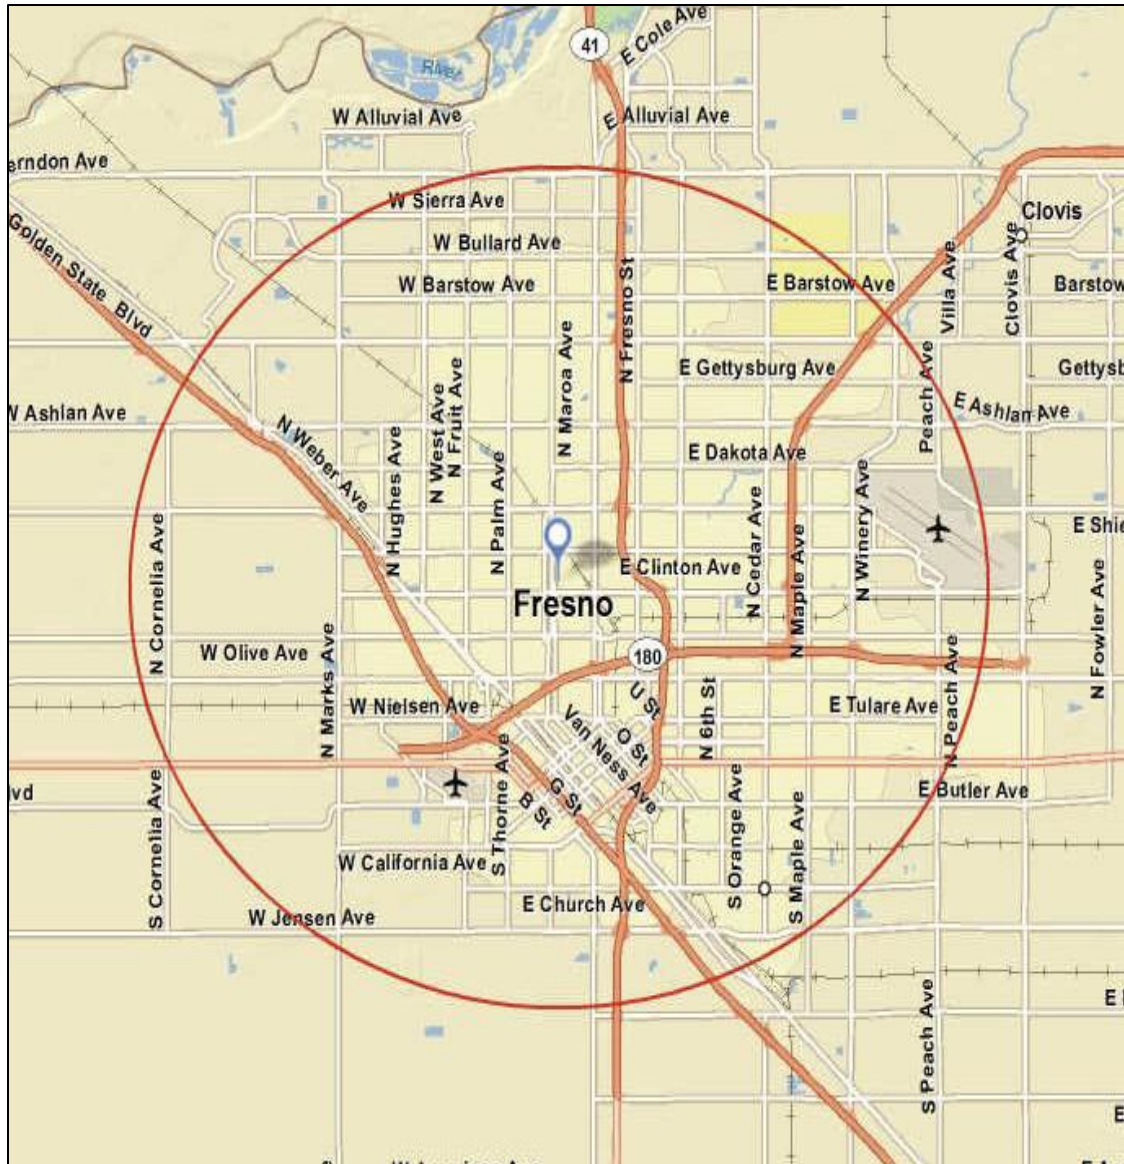 41
E Cole Ave
River
W Alluvial Ave
E Alluvial Ave
erndon Ave
W Sierra Ave
Clovis
Golden State Blvd
W Bullard Ave
W Barstow Ave
E Barstow Ave
Barstow
Villa Ave
Clovis Ave
N Fresno St
N Maroa Ave
E Gettysburg Ave
Gettysb
Peach Ave
W Ashlan Ave
E Ashlan Ave
N West Ave
N Fruit Ave
N Weber Ave
E Dakota Ave
N Hughes Ave
N Palm Ave
N Cedar Ave
N Winery Ave
E Shie
N Cornelia Ave
E Clinton Ave
N Maple Ave
Fresno
N Fowler Ave
W Olive Ave
180
N Marks Ave
W Nielsen Ave
U St
O St
Van Ness Ave
N 6th St
E Tulare Ave
N Peach Ave
lvd
G St
B St
S Thorne Ave
E Butler Ave
S Cornelia Ave
W California Ave
S Orange Ave
S Maple Ave
W Jensen Ave
E Church Ave
S Peach Ave
E
E